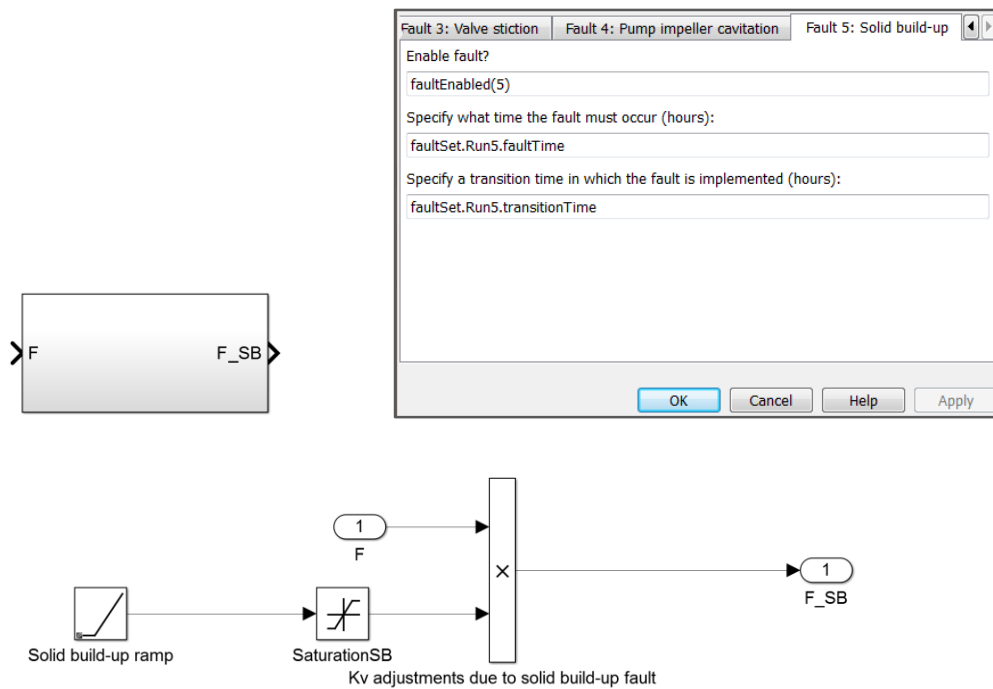 Fault 3: Valve stiction
Fault 4: Pump impeller cavitation
Fault 5: Solid build-up
Enable fault?
faultEnabled(5)
Specify what time the fault must occur (hours):
faultSet.Run5.faultTime
Specify a transition time in which the fault is implemented (hours):
faultSet.Run5.transitionTime
OK
Cancel
Help
Apply
F
F_SB
1
F
×
1
F_SB
Solid build-up ramp
SaturationSB
Kv adjustments due to solid build-up fault